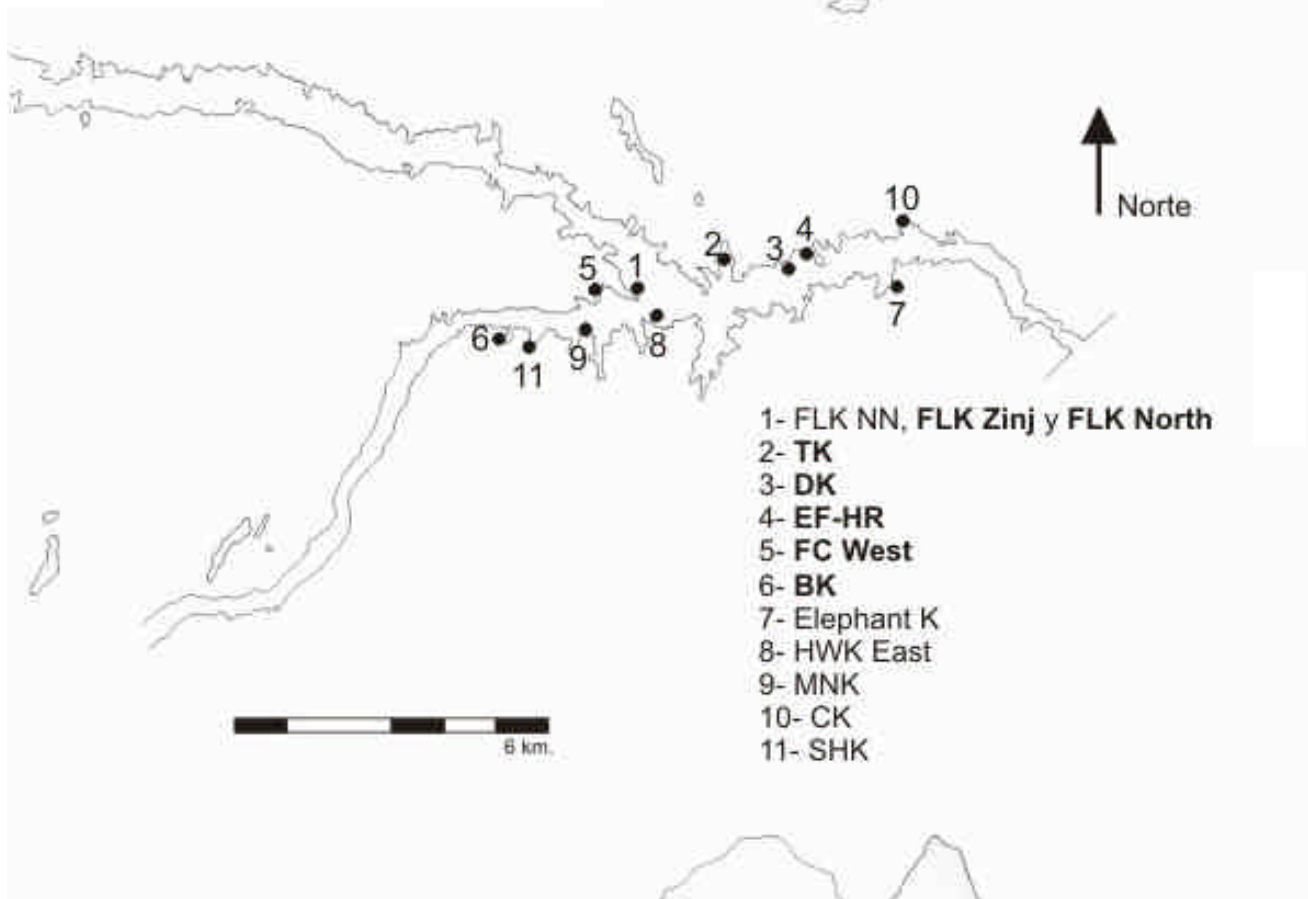 10
Norte
4
2
3
5
1
7
6
9
8
11
1- FLK NN, FLK Zinj y FLK North
2- TK
3- DK
4- EF-HR
5- FC West
6- BK
7- Elephant K
8- HWK East
9- MNK
10- CK
11- SHK
6 km.